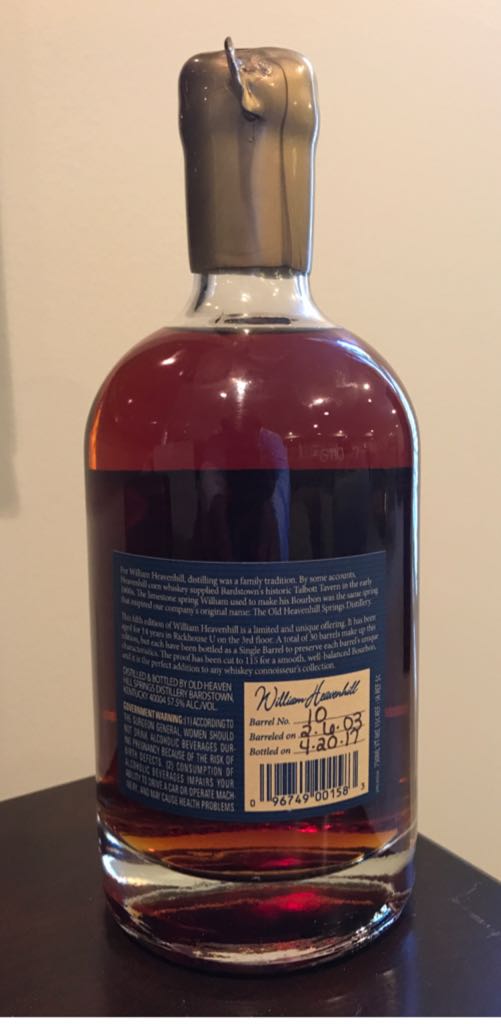 For William Heavenhill, distilling was a family tradition. By some accounts,
Heavenhill corn whiskey supplied Bardstown's historic Talbott Tavern in the early
1800s. The limestone spring William used to make his Bourbon was the same spring
that inspired our company's original name: The Old Heavenhill Springs Distillery.
This fifth edition of William Heavenhill is a limited and unique offering. It has been
aged for 14 years in Rickhouse U on the 3rd floor. A total of 30 barrels make up this
edition, but each have been bottled as a Single Barrel to preserve each barrel's unique
characteristics. The proof has been cut to 115 for a smooth, well-balanced Bourbon,
and it is the perfect addition to any whiskey connoisseur's collection.
DISTILLED & BOTTLED BY OLD HEAVEN
HILL SPRINGS DISTILLERY BARDSTOWN,
KENTUCKY 40004 57.5% ALC./VOL.
GOVERNMENT WARNING: (1) ACCORDING TO
THE SURGEON GENERAL, WOMEN SHOULD
NOT DRINK ALCOHOLIC BEVERAGES DUR-
ING PREGNANCY BECAUSE OF THE RISK OF
BIRTH DEFECTS. (2) CONSUMPTION OF
ALCOHOLIC BEVERAGES IMPAIRS YOUR
ABILITY TO DRIVE A CAR OR OPERATE MACH-
INERY, AND MAY CAUSE HEALTH PROBLEMS.
William Heavenhill
Barrel No. 10
Barreled on 2.6.03
Bottled on 4.20.17
0 96749 00158 3
750ML VT-ME 15¢ REF IA REF 5¢